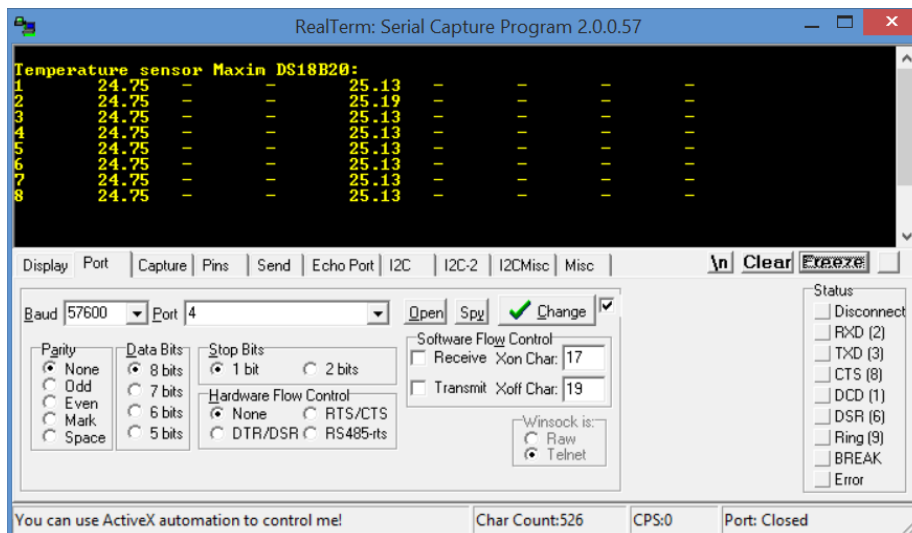 RealTerm: Serial Capture Program 2.0.0.57
Temperature sensor Maxim DS18B20:
1 24.75 - - 25.13 - - - -
2 24.75 - - 25.19 - - - -
3 24.75 - - 25.13 - - - -
4 24.75 - - 25.13 - - - -
5 24.75 - - 25.13 - - - -
6 24.75 - - 25.13 - - - -
7 24.75 - - 25.13 - - - -
8 24.75 - - 25.13 - - - -
Display Port Capture Pins Send Echo Port I2C I2C-2 I2CMisc Misc \n Clear Freeze
Status
Baud 57600 Port 4 Open Spy Change
Disconnect
RXD (2)
TXD (3)
CTS (8)
DCD (1)
DSR (6)
Ring (9)
BREAK
Error
Parity
None
Odd
Even
Mark
Space
Data Bits
8 bits
7 bits
6 bits
5 bits
Stop Bits
1 bit 2 bits
Hardware Flow Control
None RTS/CTS
DTR/DSR RS485-rts
Software Flow Control
Receive Xon Char: 17
Transmit Xoff Char: 19
Winsock is:
Raw
Telnet
You can use ActiveX automation to control me! Char Count:526 CPS:0 Port: Closed